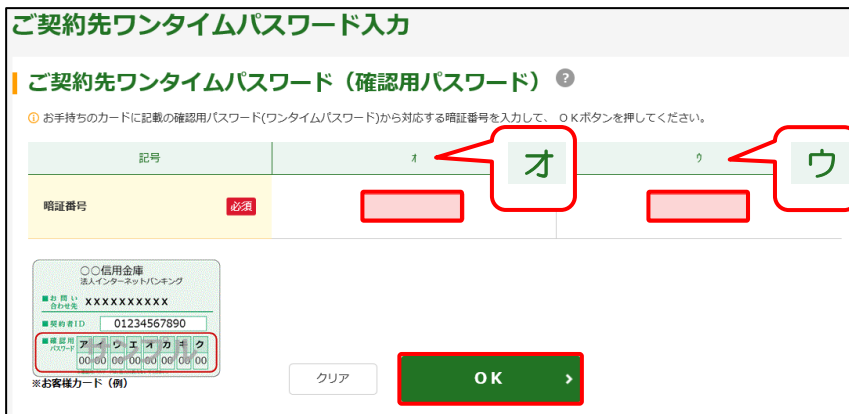 ご契約先ワンタイムパスワード入力
ご契約先ワンタイムパスワード（確認用パスワード） ?
お手持ちのカードに記載の確認用パスワード(ワンタイムパスワード)から対応する暗証番号を入力して、ＯＫボタンを押してください。
記号 ｵ オ ｳ ウ
暗証番号 必須
○○信用金庫
法人インターネットバンキング
■お問い合わせ先 XXXXXXXXXX
■契約者ID 01234567890
■確認用パスワード ア イ ウ エ オ カ キ ク
00 00 00 00 00 00 00 00
サンプル
※お客様カード（例）
クリア OK